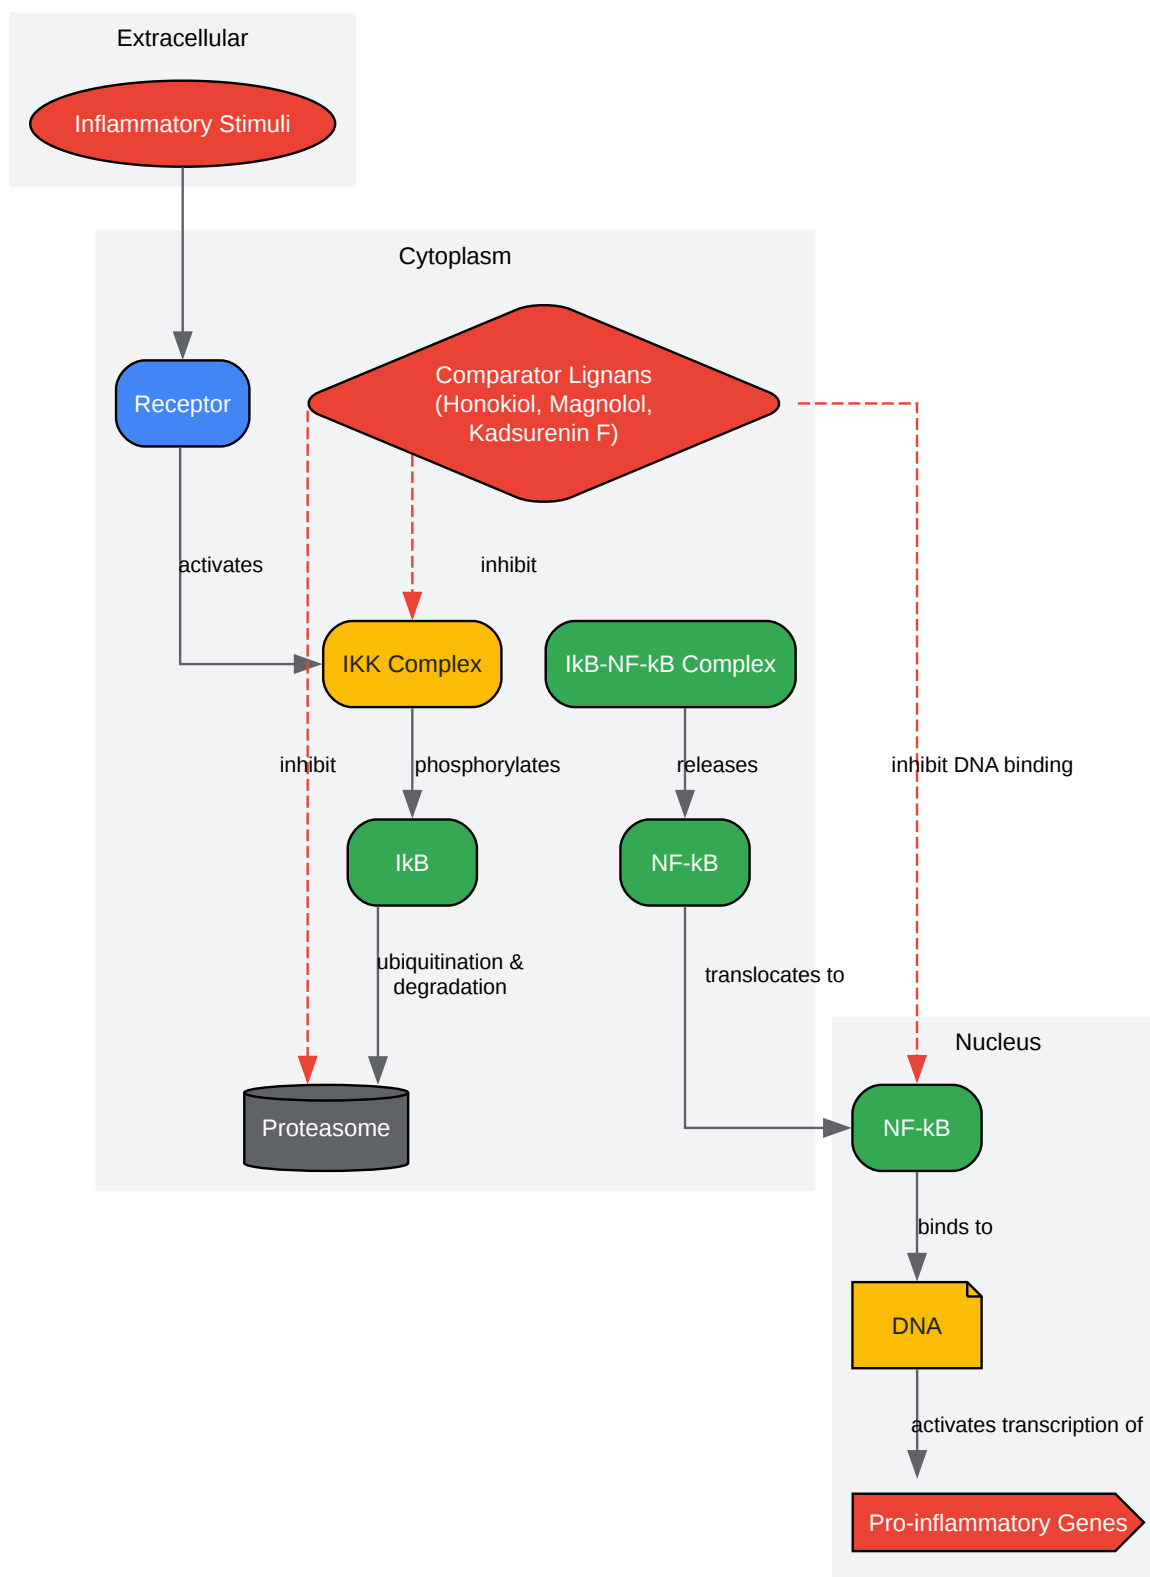 Extracellular
Inflammatory Stimuli
Cytoplasm
Receptor
Comparator Lignans
(Honokiol, Magnolol,
Kadsurenin F)
activates
inhibit
IKK Complex
IkB-NF-kB Complex
inhibit
phosphorylates
releases
inhibit DNA binding
IkB
NF-kB
ubiquitination &
degradation
translocates to
Nucleus
Proteasome
NF-kB
binds to
DNA
activates transcription of
Pro-inflammatory Genes